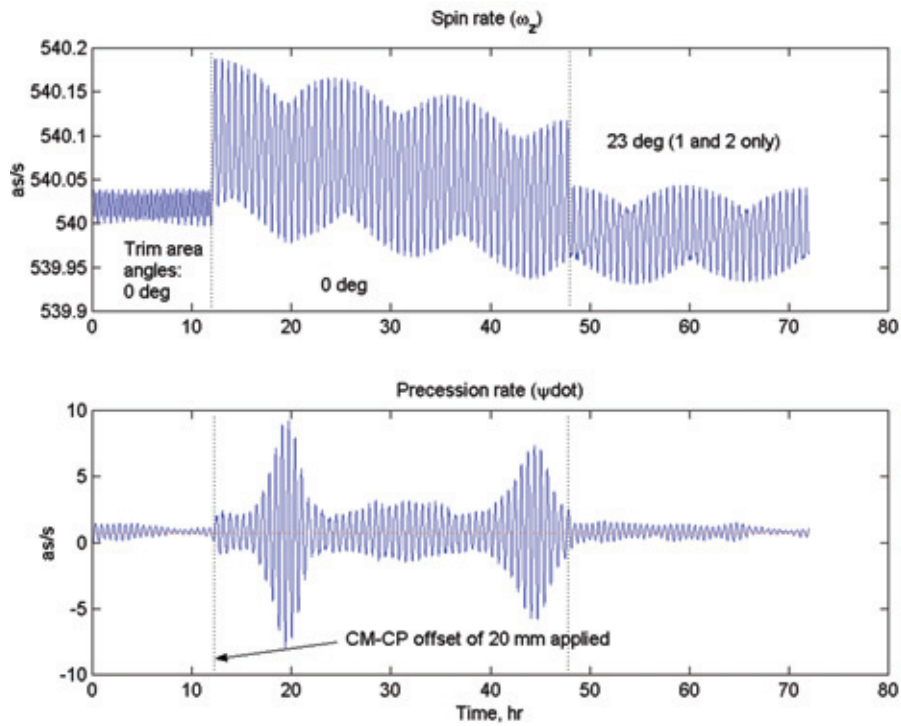 Spin rate (ω_z)
540.2
540.15
540.1
540.05
540
539.95
539.9
as/s
23 deg (1 and 2 only)
Trim area
angles:
0 deg
0 deg
0 10 20 30 40 50 60 70 80
Precession rate (ψdot)
10
5
0
-5
-10
as/s
CM-CP offset of 20 mm applied
0 10 20 30 40 50 60 70 80
Time, hr